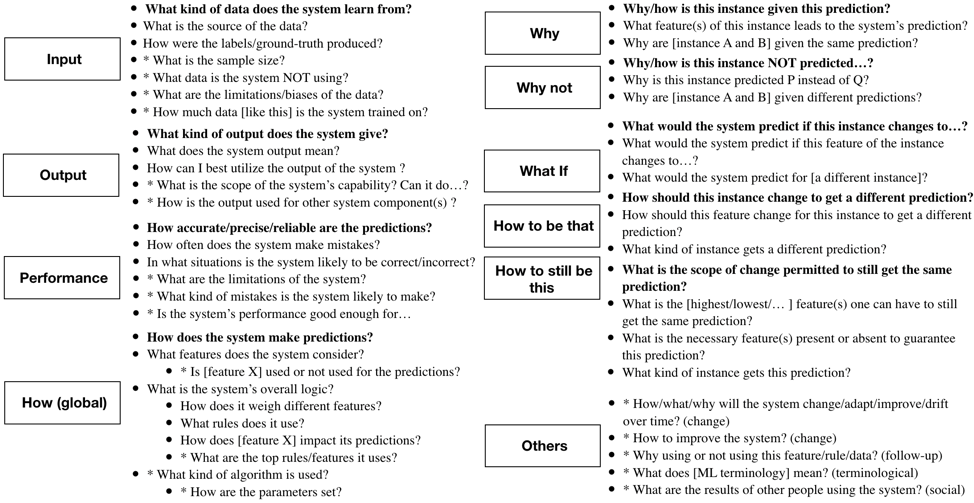 Input
• What kind of data does the system learn from?
• What is the source of the data?
• How were the labels/ground-truth produced?
• * What is the sample size?
• * What data is the system NOT using?
• * What are the limitations/biases of the data?
• * How much data [like this] is the system trained on?
Output
• What kind of output does the system give?
• What does the system output mean?
• How can I best utilize the output of the system ?
• * What is the scope of the system's capability? Can it do…?
• * How is the output used for other system component(s) ?
Performance
• How accurate/precise/reliable are the predictions?
• How often does the system make mistakes?
• In what situations is the system likely to be correct/incorrect?
• * What are the limitations of the system?
• * What kind of mistakes is the system likely to make?
• * Is the system's performance good enough for…
How (global)
• How does the system make predictions?
• What features does the system consider?
• * Is [feature X] used or not used for the predictions?
• What is the system's overall logic?
• How does it weigh different features?
• What rules does it use?
• How does [feature X] impact its predictions?
• * What are the top rules/features it uses?
• * What kind of algorithm is used?
• * How are the parameters set?
Why
• Why/how is this instance given this prediction?
• What feature(s) of this instance leads to the system's prediction?
• Why are [instance A and B] given the same prediction?
Why not
• Why/how is this instance NOT predicted…?
• Why is this instance predicted P instead of Q?
• Why are [instance A and B] given different predictions?
What If
• What would the system predict if this instance changes to…?
• What would the system predict if this feature of the instance
changes to…?
• What would the system predict for [a different instance]?
How to be that
• How should this instance change to get a different prediction?
• How should this feature change for this instance to get a different
prediction?
• What kind of instance gets a different prediction?
How to still be
this
• What is the scope of change permitted to still get the same
prediction?
• What is the [highest/lowest/… ] feature(s) one can have to still
get the same prediction?
• What is the necessary feature(s) present or absent to guarantee
this prediction?
• What kind of instance gets this prediction?
Others
• * How/what/why will the system change/adapt/improve/drift
over time? (change)
• * How to improve the system? (change)
• * Why using or not using this feature/rule/data? (follow-up)
• * What does [ML terminology] mean? (terminological)
• * What are the results of other people using the system? (social)